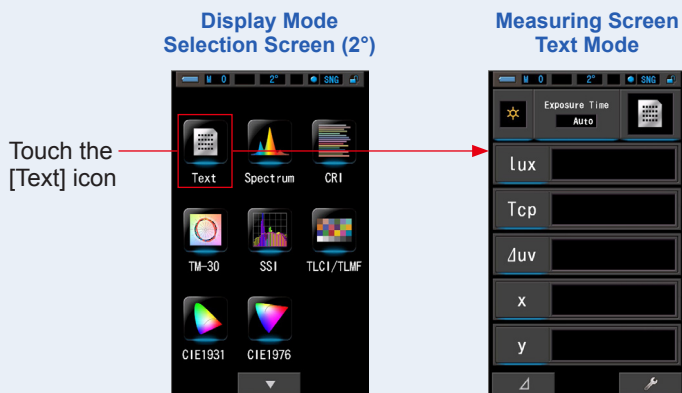 Display Mode
Selection Screen (2°)
Measuring Screen
Text Mode
Touch the
[Text] icon
M 0 2° SNG
Text Spectrum CRI
TM-30 SSI TLCI/TLMF
CIE1931 CIE1976
M 0 2° SNG
Exposure Time
Auto
lux
Tcp
⊿uv
x
y
⊿